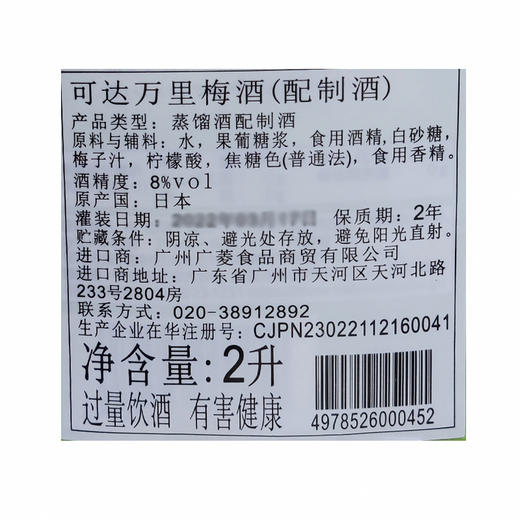 可达万里梅酒(配制酒)
产品类型: 蒸馏酒配制酒
原料与辅料: 水, 果葡糖浆, 食用酒精, 白砂糖,
梅子汁, 柠檬酸, 焦糖色(普通法), 食用香精.
酒精度: 8%vol
原产国: 日本
灌装日期: 保质期: 2年
贮藏条件: 阴凉、避光处存放, 避免阳光直射.
进口商: 广州广菱食品商贸有限公司
进口商地址: 广东省广州市天河区天河北路
233号2804房
联系方式: 020-38912892
生产企业在华注册号: CJPN23022112160041
净含量: 2升
过量饮酒 有害健康
4978526000452